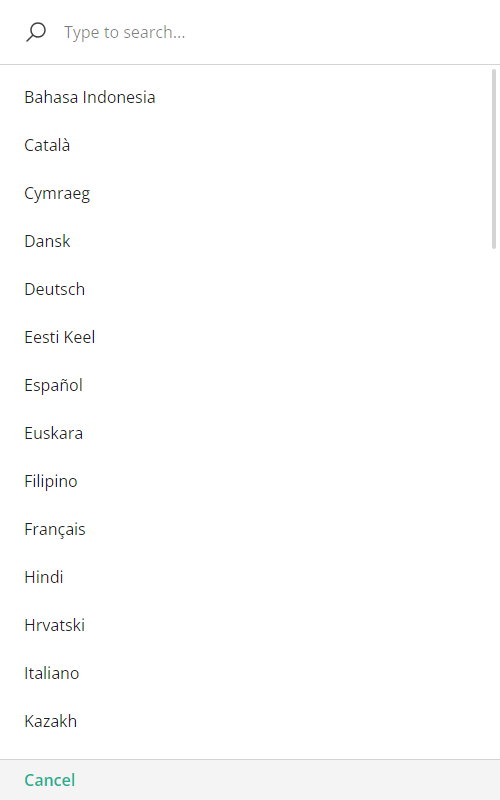 Type to search...
Bahasa Indonesia
Català
Cymraeg
Dansk
Deutsch
Eesti Keel
Español
Euskara
Filipino
Français
Hindi
Hrvatski
Italiano
Kazakh
Cancel